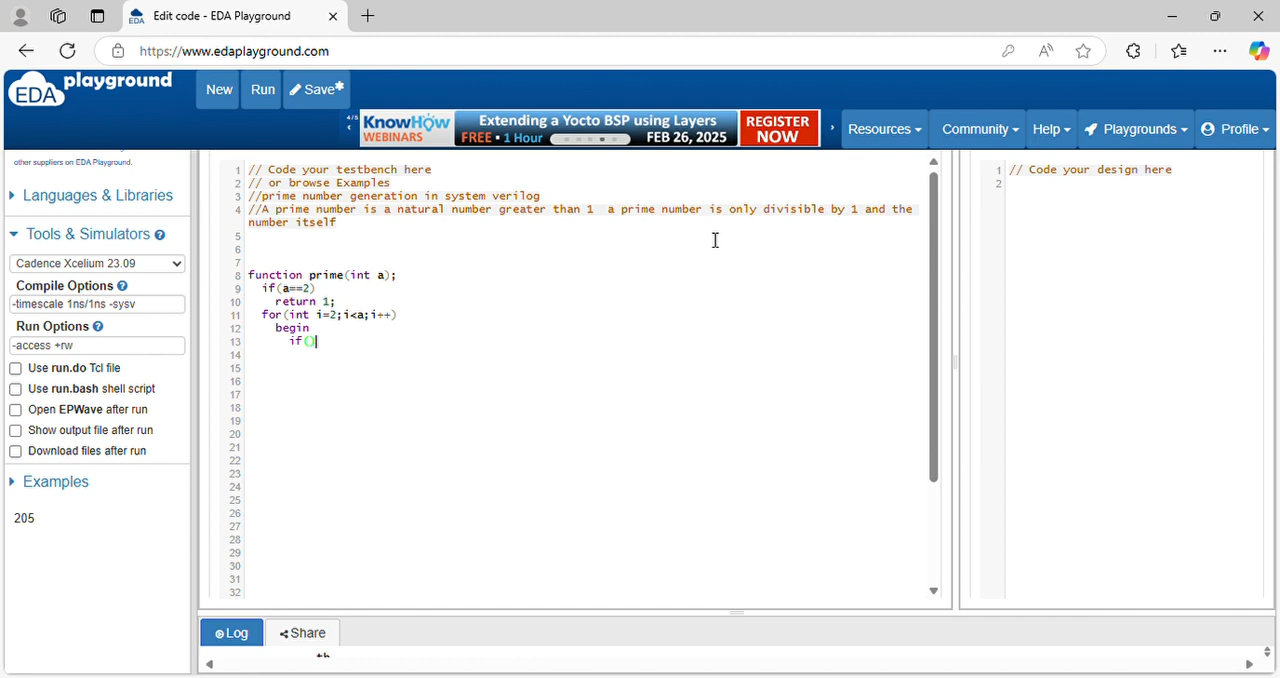 Edit code - EDA Playground
https://www.edaplayground.com
EDA playground
New
Run
Save*
4/5
KnowHow WEBINARS
Extending a Yocto BSP using Layers
FREE • 1 Hour
FEB 26, 2025
REGISTER NOW
Resources
Community
Help
Playgrounds
Profile
other suppliers on EDA Playground.
Languages & Libraries
Tools & Simulators
Cadence Xcelium 23.09
Compile Options
-timescale 1ns/1ns -sysv
Run Options
-access +rw
Use run.do Tcl file
Use run.bash shell script
Open EPWave after run
Show output file after run
Download files after run
Examples
205
1 // Code your testbench here
2 // or browse Examples
3 //prime number generation in system verilog
4 //A prime number is a natural number greater than 1  a prime number is only divisible by 1 and the
number itself
5
6
7
8 function prime(int a);
9 if(a==2)
10 return 1;
11 for(int i=2;i<a;i++)
12 begin
13 if()
14
15
16
17
18
19
20
21
22
23
24
25
26
27
28
29
30
31
32
1 // Code your design here
2
Log
Share